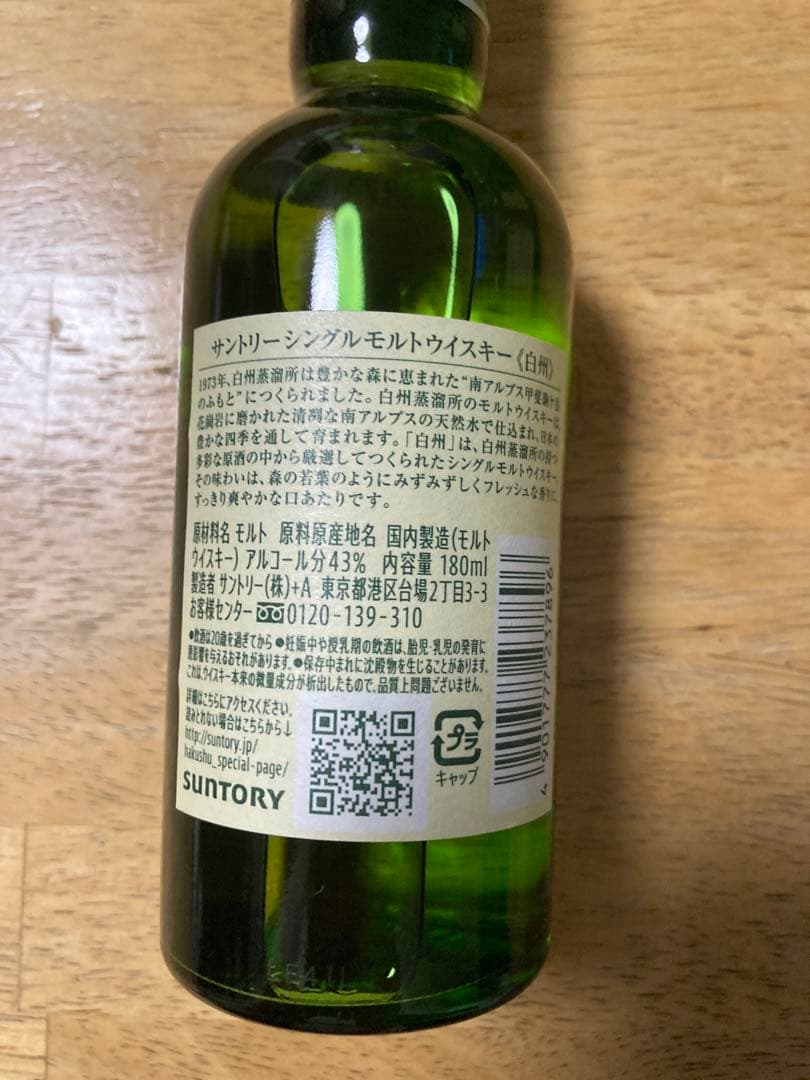 サントリーシングルモルトウイスキー《白州》
1973年、白州蒸溜所は豊かな森に恵まれた“南アルプス甲斐駒ケ岳
のふもと”につくられました。白州蒸溜所のモルトウイスキーは、
花崗岩に磨かれた清冽な南アルプスの天然水で仕込まれ、日本の
豊かな四季を通して育まれます。「白州」は、白州蒸溜所の持つ
多彩な原酒の中から厳選してつくられたシングルモルトウイスキー。
その味わいは、森の若葉のようにみずみずしくフレッシュな香りに、
すっきり爽やかな口あたりです。
原材料名 モルト 原料原産地名 国内製造(モルト
ウイスキー) アルコール分43% 内容量 180ml
製造者 サントリー(株)+A 東京都港区台場2丁目3-3
お客様センター 0120-139-310
●飲酒は20歳を過ぎてから ●妊娠中や授乳期の飲酒は、胎児・乳児の発育に
悪影響を与えるおそれがあります。●保存中まれに沈殿物を生じることがあります。
これは、ウイスキー本来の微量成分が析出したもので、品質上問題ございません。
詳細はこちらにアクセスください。
読みとれない場合はこちらから↓
http://suntory.jp/
hakushu_special-page/
SUNTORY
プラ
キャップ
4 901777 237896